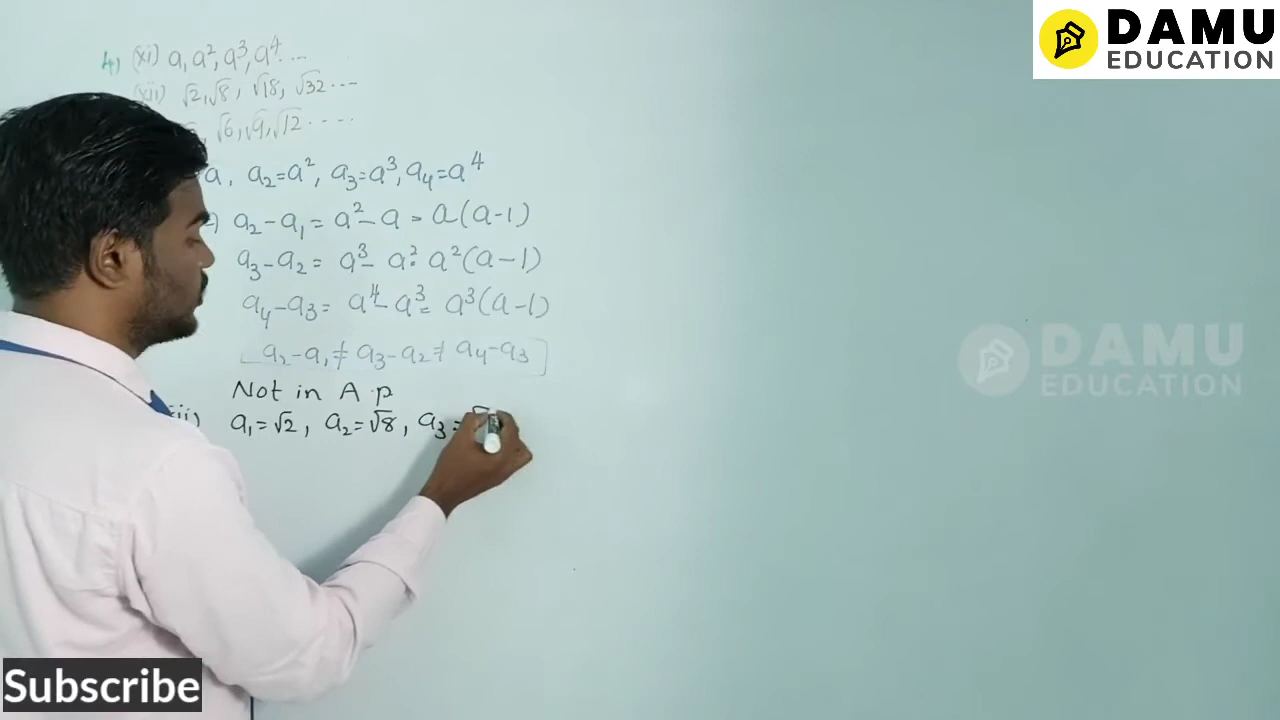 DAMU
EDUCATION
4) (xi) a, a², a³, a⁴ ...
(xii) √2, √8, √18, √32 ...
, √6, √9, √12 ....
a, a₂=a², a₃=a³, a₄=a⁴
a₂-a₁ = a²-a = a(a-1)
a₃-a₂ = a³-a² = a²(a-1)
a₄-a₃ = a⁴-a³ = a³(a-1)
a₂-a₁ ≠ a₃-a₂ ≠ a₄-a₃
Not in A.P
a₁=√2, a₂=√8, a₃=
DAMU
EDUCATION
Subscribe